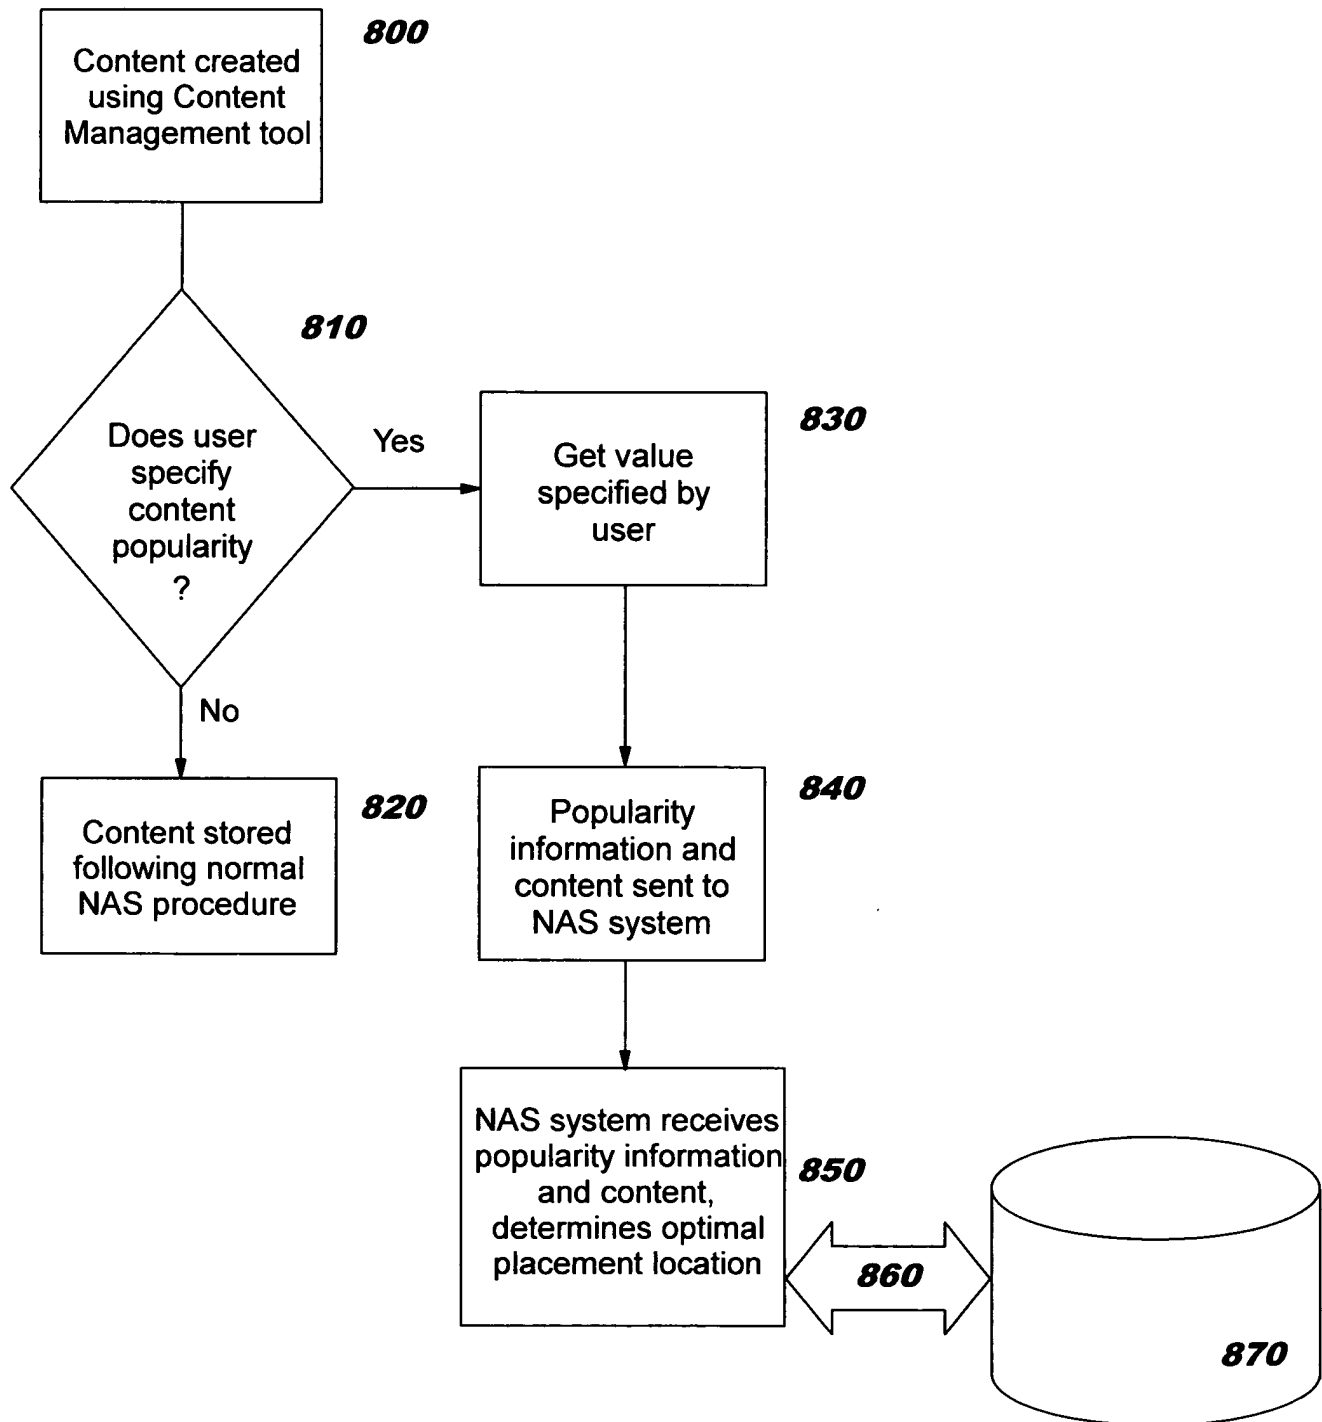 800
Content created
using Content
Management tool
810
Does user
specify
content
popularity
?
Yes
830
Get value
specified by
user
No
820
Content stored
following normal
NAS procedure
840
Popularity
information and
content sent to
NAS system
850
NAS system receives
popularity information
and content,
determines optimal
placement location
860
870